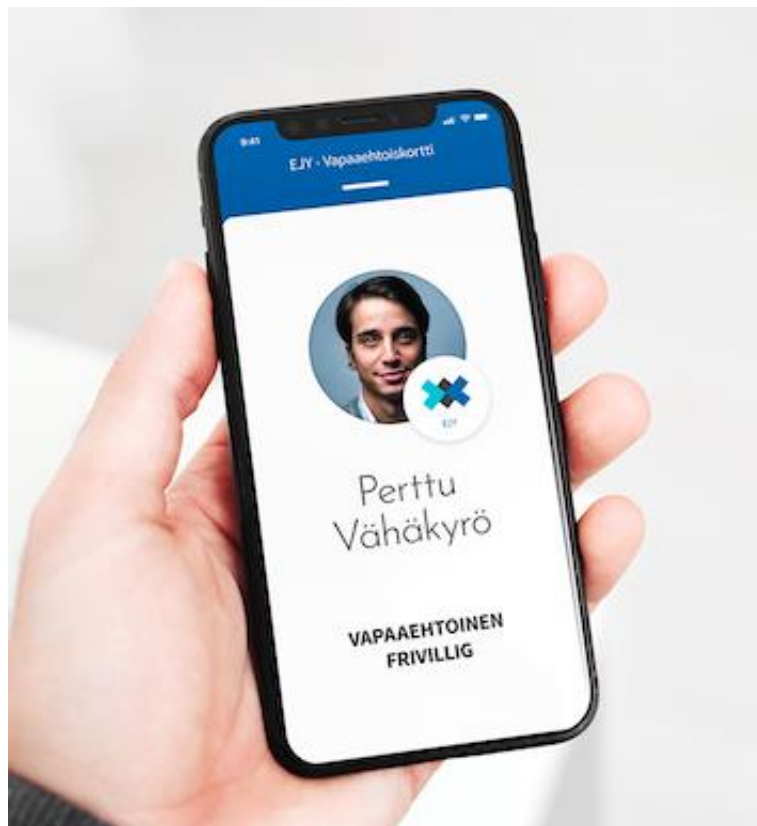 9:41
EJY - Vapaaehtoiskortti
EJY
Perttu
Vähäkyrö
VAPAAEHTOINEN
FRIVILLIG